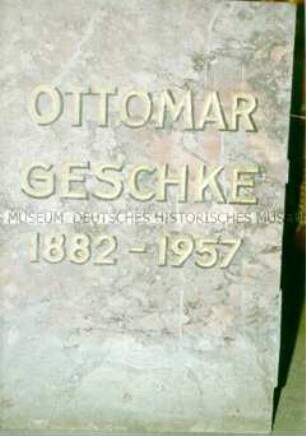 OTTOMAR
GESCHKE
MUSEUM DEUTSCHES HISTORISCHES MUSEUM
1882 - 1957